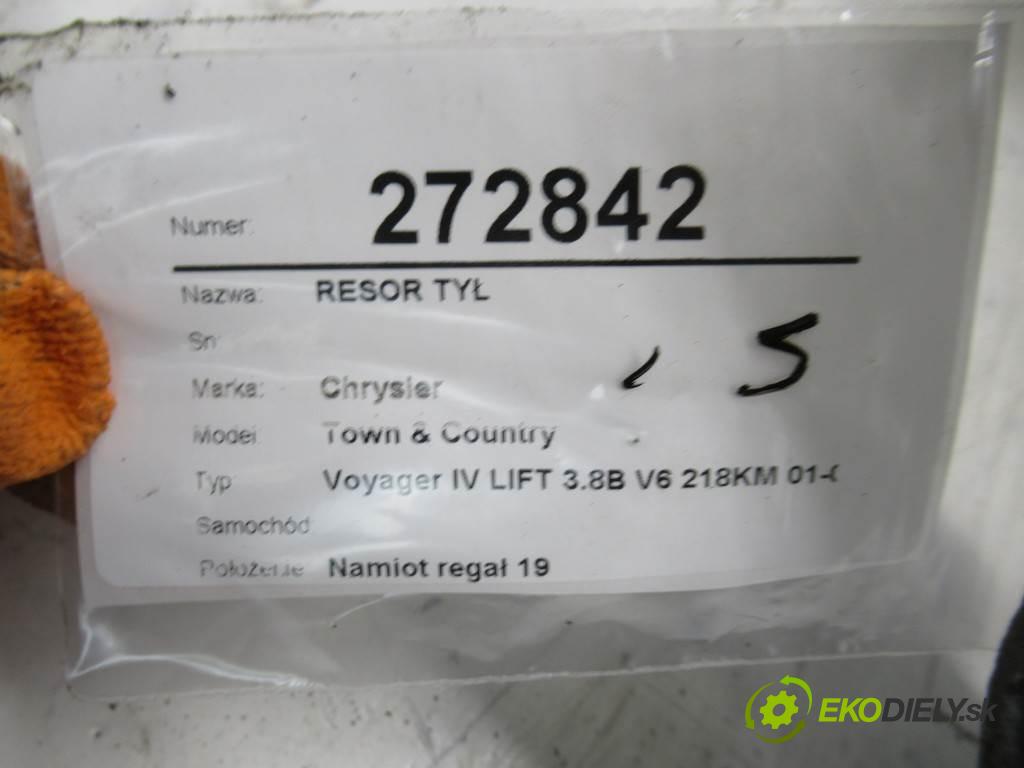 Numer: 272842
Nazwa: RESOR TYŁ
Sn:
Marka: Chrysler
Model: Town & Country
Typ: Voyager IV LIFT 3.8B V6 218KM 01-
Samochód
Położenie Namiot regał 19
EKODIELY.sk